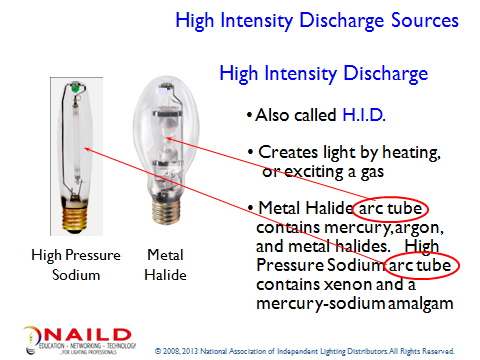 High Intensity Discharge Sources
High Intensity Discharge
• Also called H.I.D.
• Creates light by heating,
or exciting a gas
• Metal Halide arc tube
contains mercury, argon,
and metal halides. High
Pressure Sodium arc tube
contains xenon and a
mercury-sodium amalgam
High Pressure
Sodium
Metal
Halide
NAILD
EDUCATION - NETWORKING - TECHNOLOGY
...FOR LIGHTING PROFESSIONALS
© 2008, 2013 National Association of Independent Lighting Distributors. All Rights Reserved.